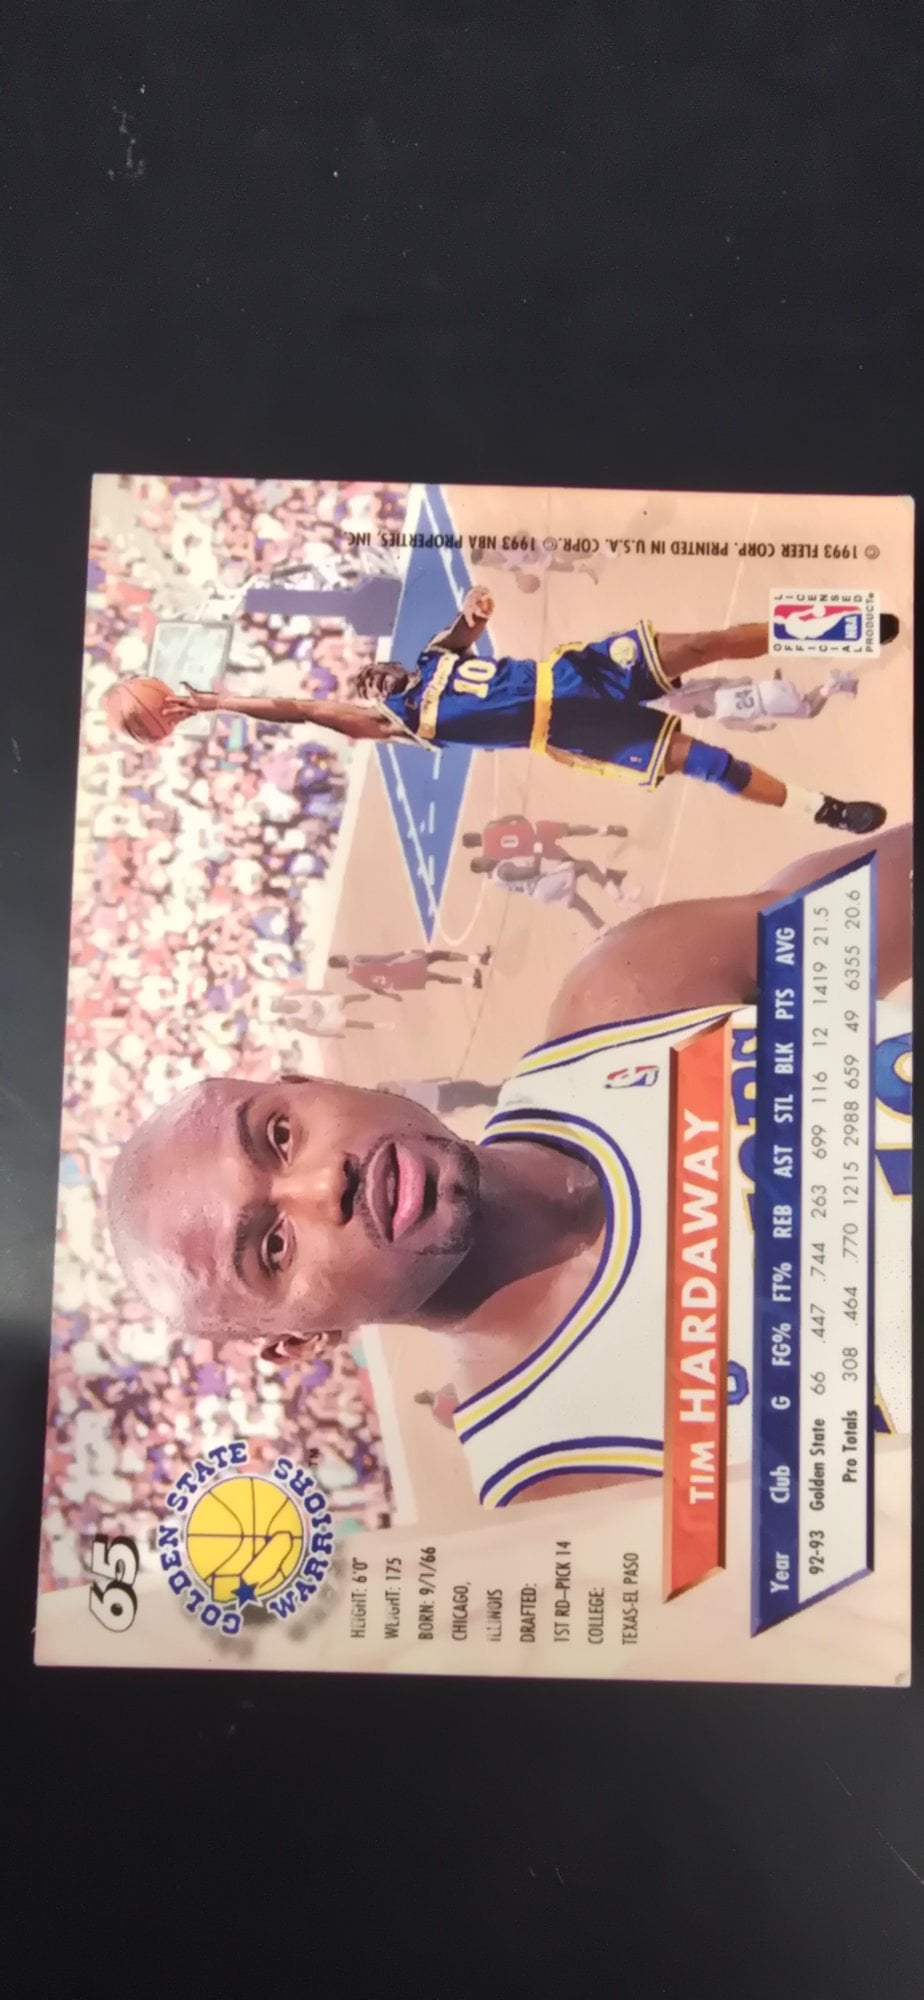 65
GOLDEN STATE
WARRIORS™
HEIGHT: 6'0"
WEIGHT: 175
BORN: 9/1/66
CHICAGO,
ILLINOIS
DRAFTED:
1ST RD–PICK 14
COLLEGE:
TEXAS-EL PASO
10
24
TIM HARDAWAY
Year Club G FG% FT% REB AST STL BLK PTS AVG
92-93 Golden State 66 .447 .744 263 699 116 12 1419 21.5
Pro Totals 308 .464 .770 1215 2988 659 49 6355 20.6
OFFICIAL LICENSED
NBA
PRODUCT®
© 1993 FLEER CORP. PRINTED IN U.S.A. COPR.© 1993 NBA PROPERTIES, INC.